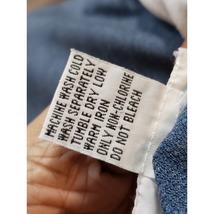 MACHINE WASH COLD
WASH SEPARATELY
TUMBLE DRY LOW
WARM IRON
ONLY NON-CHLORINE
DO NOT BLEACH